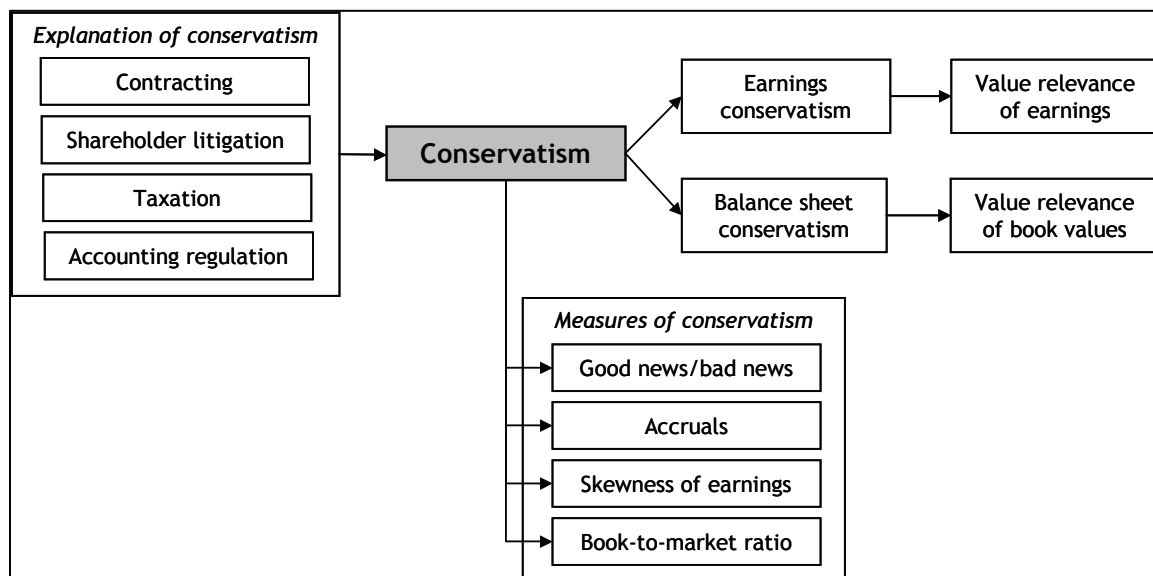 Explanation of conservatism
Contracting
Shareholder litigation
Taxation
Accounting regulation
Conservatism
Earnings
conservatism
Value relevance
of earnings
Balance sheet
conservatism
Value relevance
of book values
Measures of conservatism
Good news/bad news
Accruals
Skewness of earnings
Book-to-market ratio